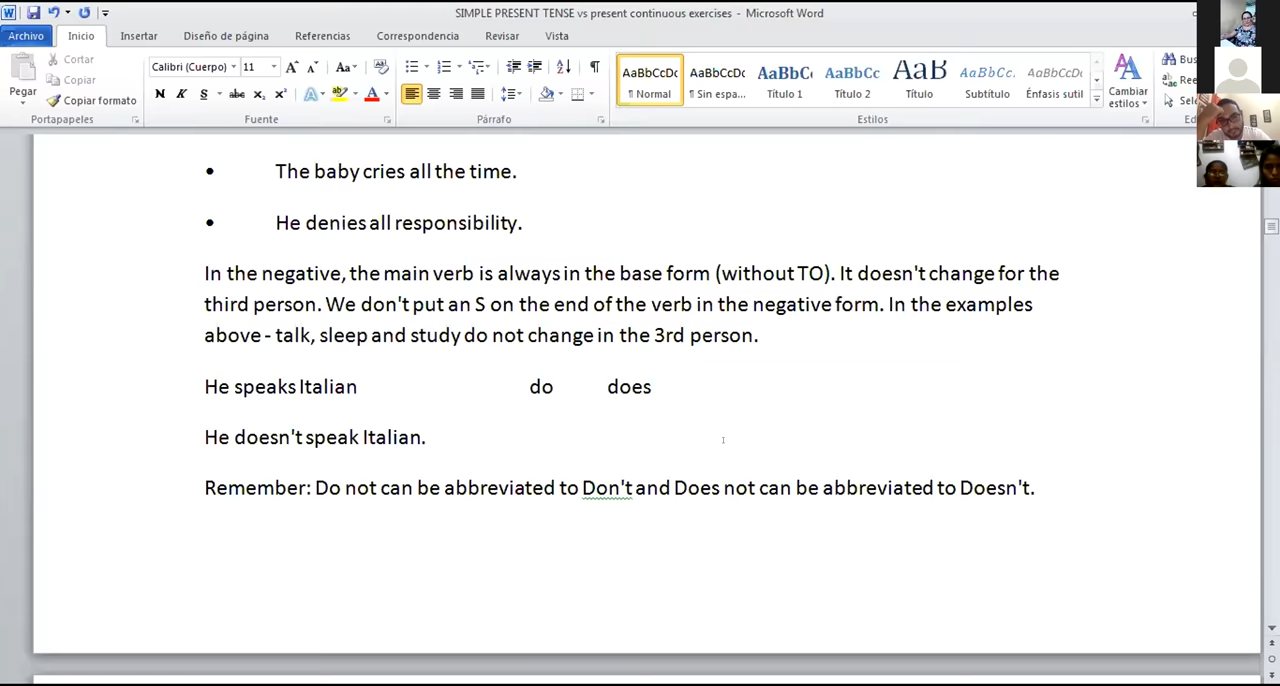 SIMPLE PRESENT TENSE vs present continuous exercises - Microsoft Word
Archivo Inicio Insertar Diseño de página Referencias Correspondencia Revisar Vista
Pegar
Cortar
Copiar
Copiar formato
Portapapeles
Calibri (Cuerpo) 11
N K S abc x₂ x² A ab A
Fuente
Párrafo
AaBbCcDc AaBbCcDc AaBbC( AaBbCc AaB AaBbCc. AaBbCcDc
¶ Normal ¶ Sin espa... Título 1 Título 2 Título Subtítulo Énfasis sutil
Cambiar
estilos
Estilos
• The baby cries all the time.
• He denies all responsibility.
In the negative, the main verb is always in the base form (without TO). It doesn't change for the
third person. We don't put an S on the end of the verb in the negative form. In the examples
above - talk, sleep and study do not change in the 3rd person.
He speaks Italian do does
He doesn't speak Italian.
Remember: Do not can be abbreviated to Don't and Does not can be abbreviated to Doesn't.